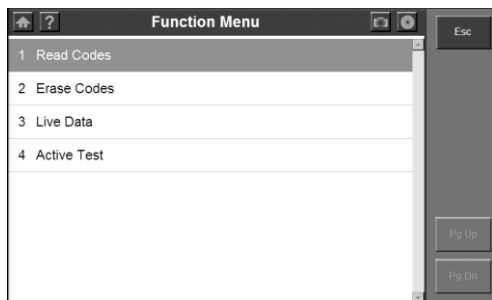 ? Function Menu
Esc
1 Read Codes
2 Erase Codes
3 Live Data
4 Active Test
Pg Up
Pg Dn